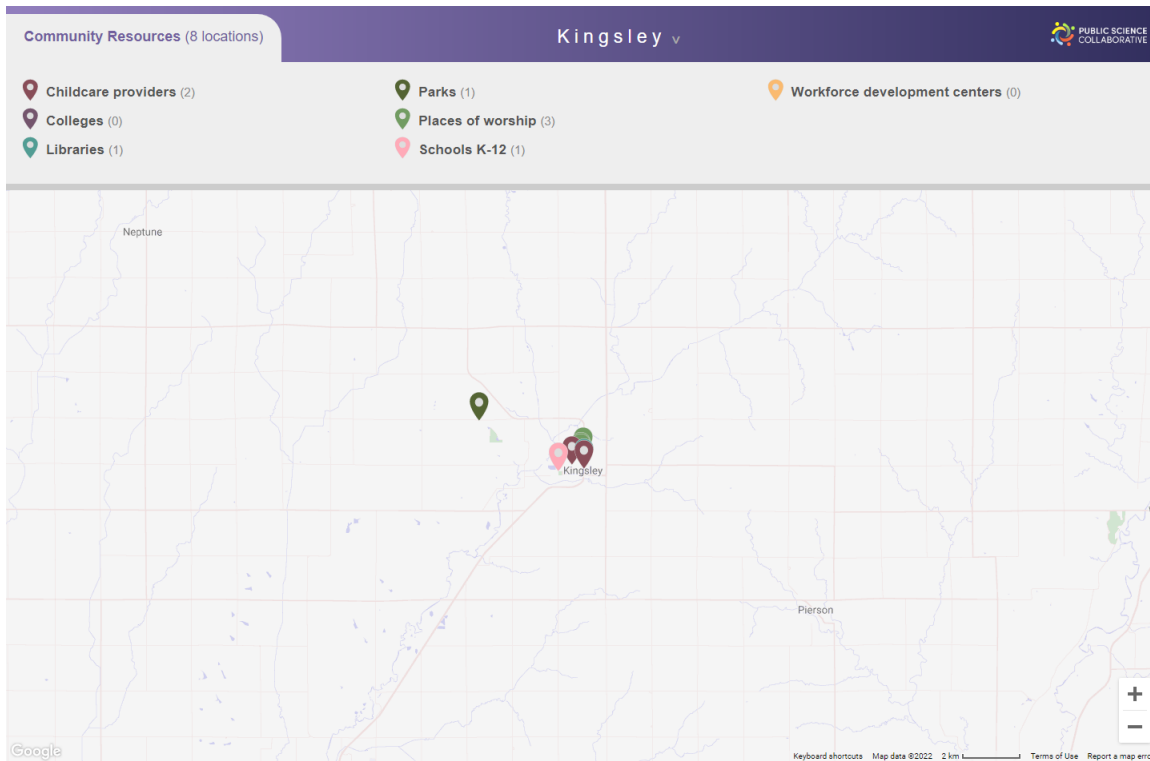 Community Resources (8 locations)
Kingsley v
PUBLIC SCIENCE
COLLABORATIVE
Childcare providers (2)
Colleges (0)
Libraries (1)
Parks (1)
Places of worship (3)
Schools K-12 (1)
Workforce development centers (0)
Neptune
Kingsley
Pierson
+
−
Google
Keyboard shortcuts Map data ©2022 2 km Terms of Use Report a map erro